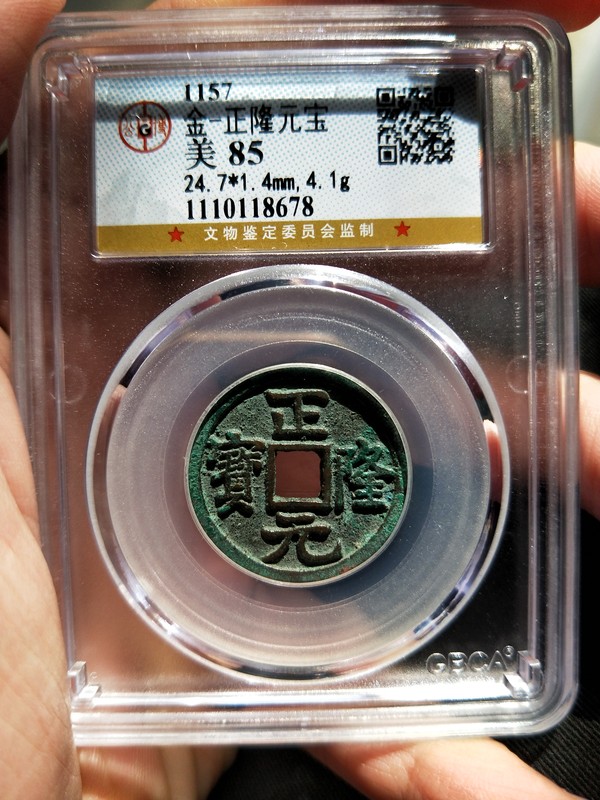 1157
金-正隆元宝
美 85
24.7*1.4mm,4.1g
1110118678
文物鉴定委员会监制
正
寶 隆
元
GBCA